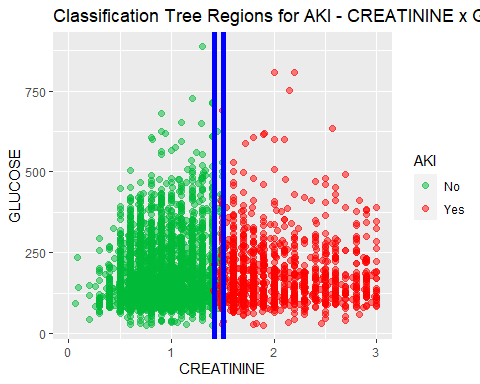 Classification Tree Regions for AKI - CREATININE x G
GLUCOSE
750
500
250
0
0
1
2
3
CREATININE
AKI
No
Yes